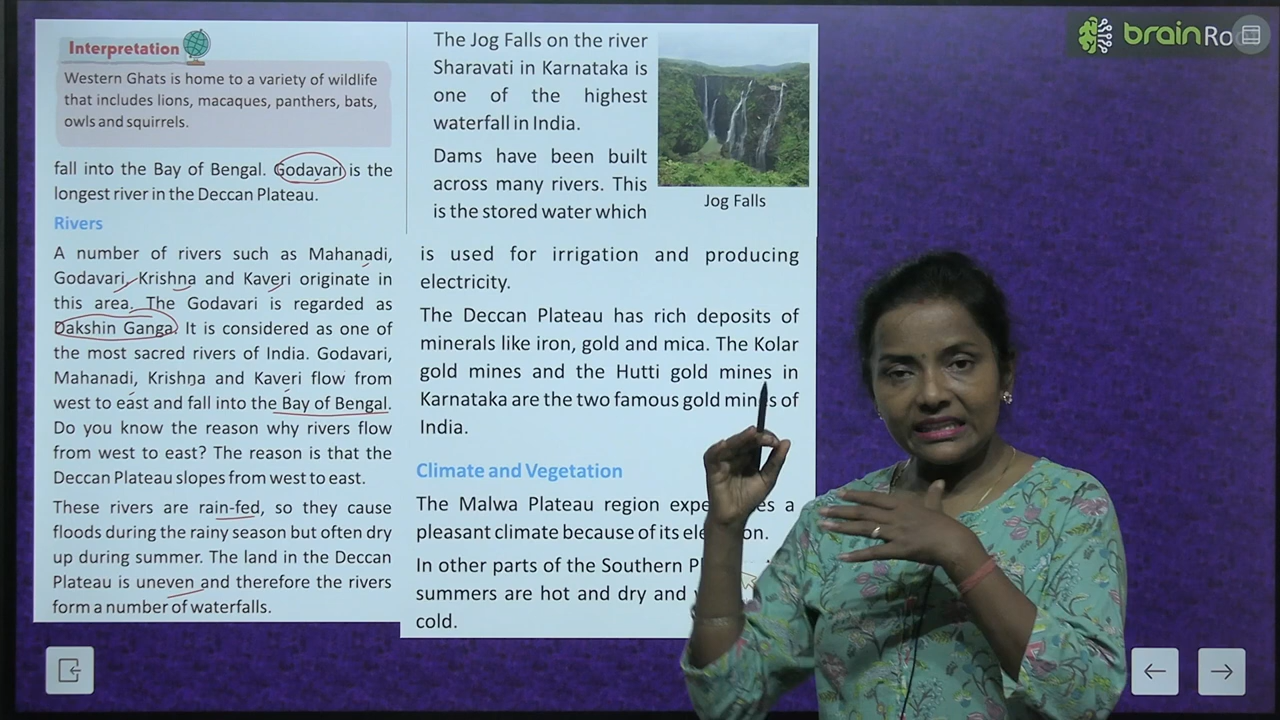 Interpretation
Western Ghats is home to a variety of wildlife
that includes lions, macaques, panthers, bats,
owls and squirrels.
fall into the Bay of Bengal. Godavari is the
longest river in the Deccan Plateau.
Rivers
A number of rivers such as Mahanadi,
Godavari, Krishna and Kaveri originate in
this area. The Godavari is regarded as
Dakshin Ganga. It is considered as one of
the most sacred rivers of India. Godavari,
Mahanadi, Krishna and Kaveri flow from
west to east and fall into the Bay of Bengal.
Do you know the reason why rivers flow
from west to east? The reason is that the
Deccan Plateau slopes from west to east.
These rivers are rain-fed, so they cause
floods during the rainy season but often dry
up during summer. The land in the Deccan
Plateau is uneven and therefore the rivers
form a number of waterfalls.
The Jog Falls on the river
Sharavati in Karnataka is
one of the highest
waterfall in India.
Dams have been built
across many rivers. This
is the stored water which
Jog Falls
is used for irrigation and producing
electricity.
The Deccan Plateau has rich deposits of
minerals like iron, gold and mica. The Kolar
gold mines and the Hutti gold mines in
Karnataka are the two famous gold mines of
India.
Climate and Vegetation
The Malwa Plateau region a
pleasant climate because of its
In other parts of the Southern
summers are hot and dry and
cold.
brain